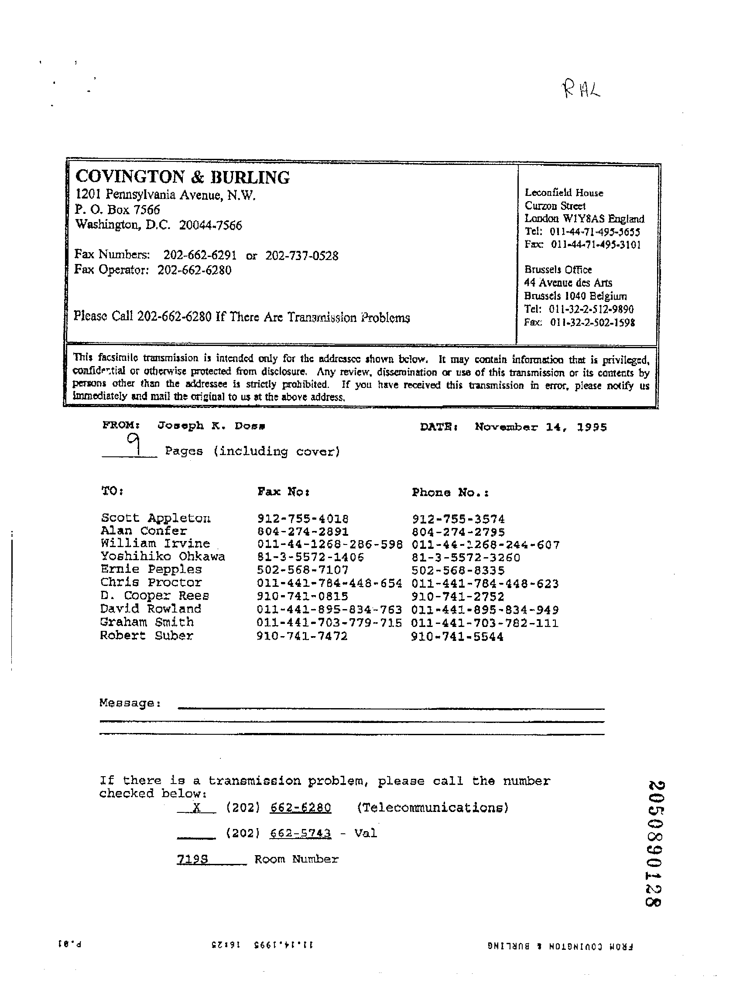 RAL
COVINGTON & BURLING
1201 Pennsylvania Avenue, N.W.
P. O. Box 7566
Washington, D.C. 20044-7566
Fax Numbers: 202-662-6291 or 202-737-0528
Fax Operator: 202-662-6280
Please Call 202-662-6280 If There Are Transmission Problems
Leconfield House
Curzon Street
London W1Y8AS England
Tel: 011-44-71-495-5655
Fax: 011-44-71-495-3101
Brussels Office
44 Avenue des Arts
Brussels 1040 Belgium
Tel: 011-32-2-512-9890
Fax: 011-32-2-502-1598
This facsimile transmission is intended only for the addressee shown below. It may contain information that is privileged,
confidential or otherwise protected from disclosure. Any review, dissemination or use of this transmission or its contents by
persons other than the addressee is strictly prohibited. If you have received this transmission in error, please notify us
immediately and mail the original to us at the above address.
FROM: Joseph K. Doss DATE: November 14, 1995
9 Pages (including cover)
TO: Fax No: Phone No.:
Scott Appleton 912-755-4018 912-755-3574
Alan Confer 804-274-2891 804-274-2795
William Irvine 011-44-1268-286-598 011-44-1268-244-607
Yoshihiko Ohkawa 81-3-5572-1406 81-3-5572-3260
Ernie Pepples 502-568-7107 502-568-8335
Chris Proctor 011-441-784-448-654 011-441-784-448-623
D. Cooper Rees 910-741-0815 910-741-2752
David Rowland 011-441-895-834-763 011-441-895-834-949
Graham Smith 011-441-703-779-715 011-441-703-782-111
Robert Suber 910-741-7472 910-741-5544
Message:
If there is a transmission problem, please call the number
checked below:
X (202) 662-6280 (Telecommunications)
(202) 662-5743 - Val
719S Room Number
2050890128
FROM COVINGTON & BURLING 11.14.1995 16:25 P.01